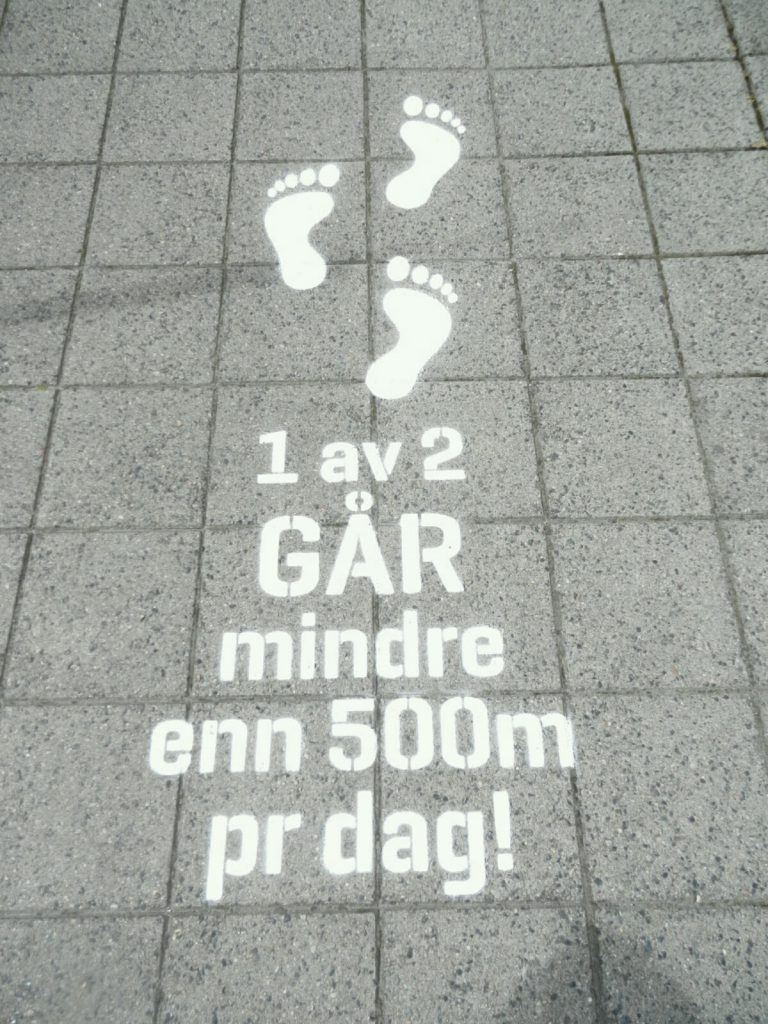 1 av 2
GÅR
mindre
enn 500m
pr dag!